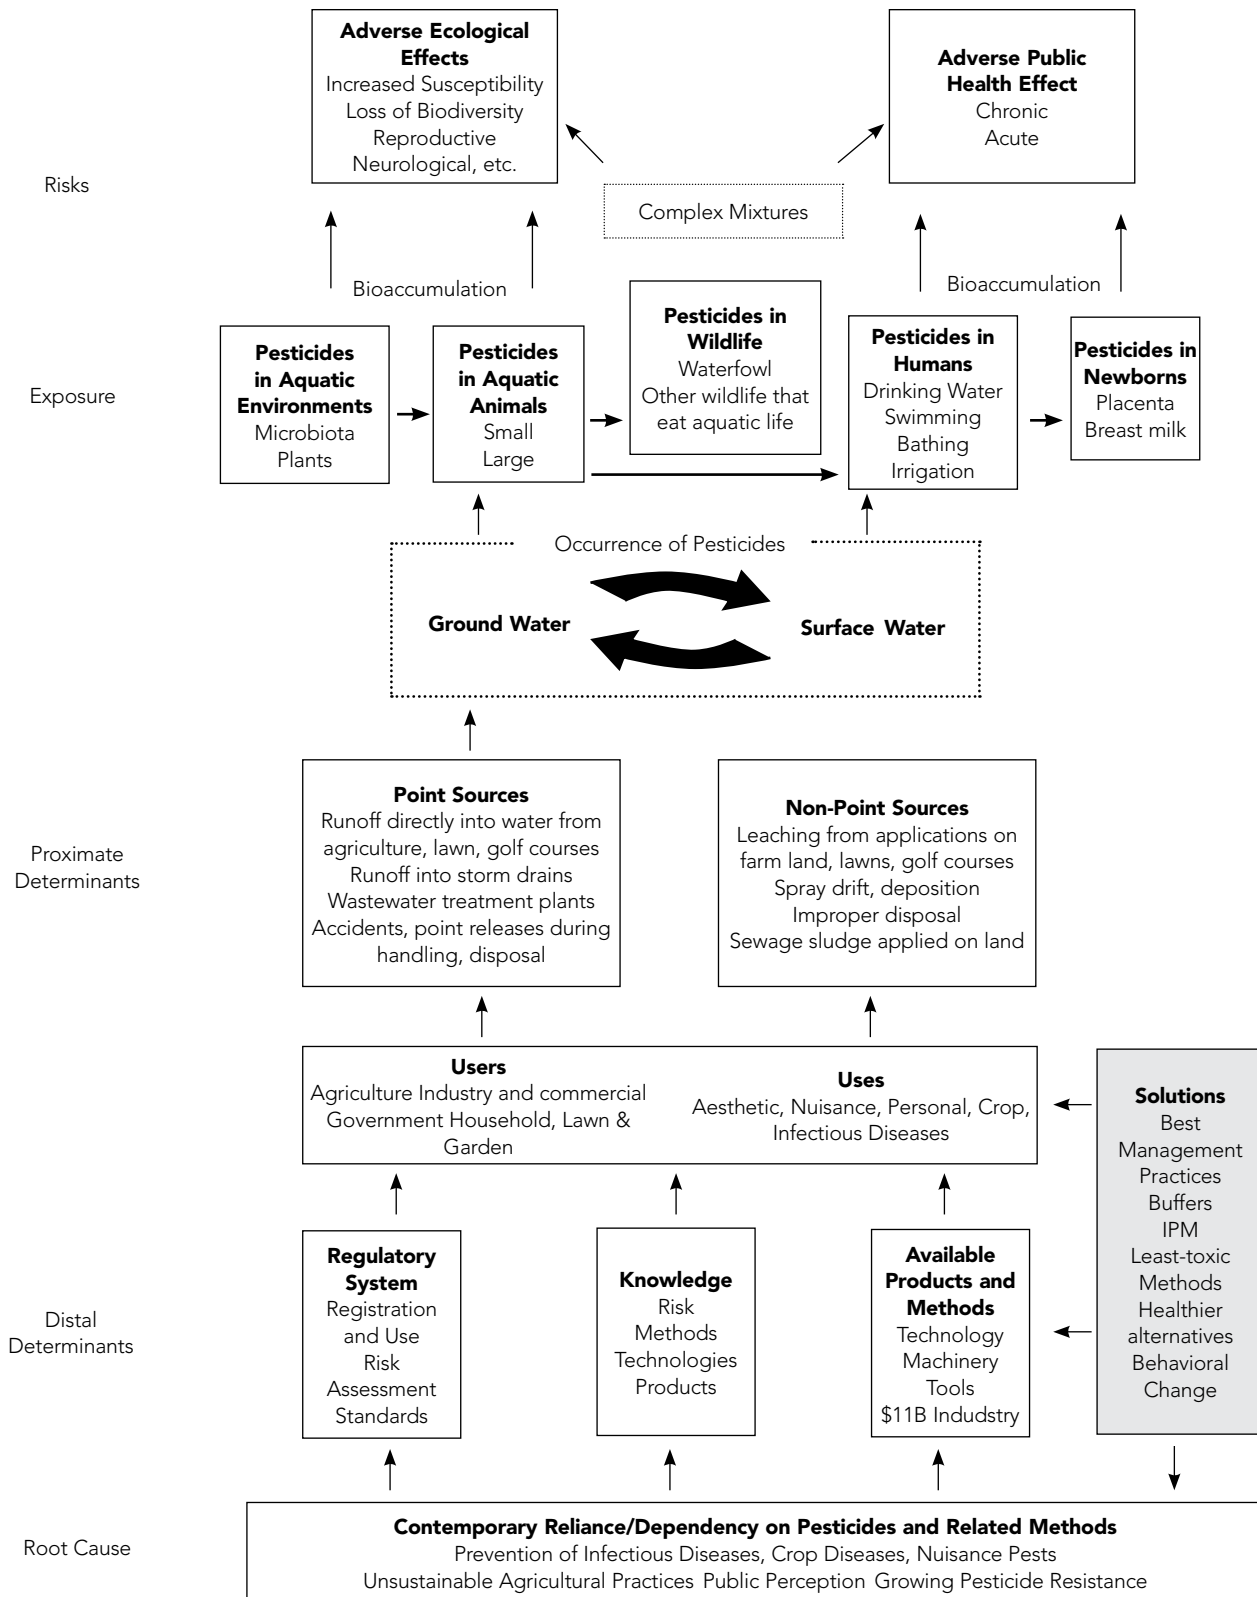 Adverse Ecological
Effects
Increased Susceptibility
Loss of Biodiversity
Reproductive
Neurological, etc.
Adverse Public
Health Effect
Chronic
Acute
Risks
Complex Mixtures
Bioaccumulation
Bioaccumulation
Exposure
Pesticides
in Aquatic
Environments
Microbiota
Plants
Pesticides
in Aquatic
Animals
Small
Large
Pesticides in
Wildlife
Waterfowl
Other wildlife that
eat aquatic life
Pesticides in
Humans
Drinking Water
Swimming
Bathing
Irrigation
Pesticides in
Newborns
Placenta
Breast milk
Occurrence of Pesticides
Ground Water
Surface Water
Proximate
Determinants
Point Sources
Runoff directly into water from
agriculture, lawn, golf courses
Runoff into storm drains
Wastewater treatment plants
Accidents, point releases during
handling, disposal
Non-Point Sources
Leaching from applications on
farm land, lawns, golf courses
Spray drift, deposition
Improper disposal
Sewage sludge applied on land
Users
Agriculture Industry and commercial
Government Household, Lawn &
Garden
Uses
Aesthetic, Nuisance, Personal, Crop,
Infectious Diseases
Solutions
Best
Management
Practices
Buffers
IPM
Least-toxic
Methods
Healthier
alternatives
Behavioral
Change
Distal
Determinants
Regulatory
System
Registration
and Use
Risk
Assessment
Standards
Knowledge
Risk
Methods
Technologies
Products
Available
Products and
Methods
Technology
Machinery
Tools
$11B Indudstry
Root Cause
Contemporary Reliance/Dependency on Pesticides and Related Methods
Prevention of Infectious Diseases, Crop Diseases, Nuisance Pests
Unsustainable Agricultural Practices Public Perception Growing Pesticide Resistance